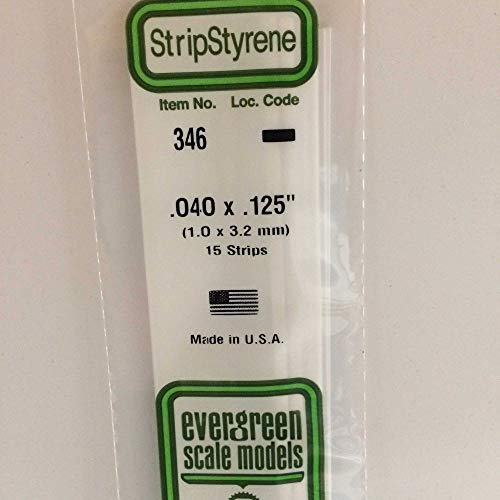 StripStyrene
Item No. Loc. Code
346
.040 x .125"
(1.0 x 3.2 mm)
15 Strips
Made in U.S.A.
evergreen
scale models